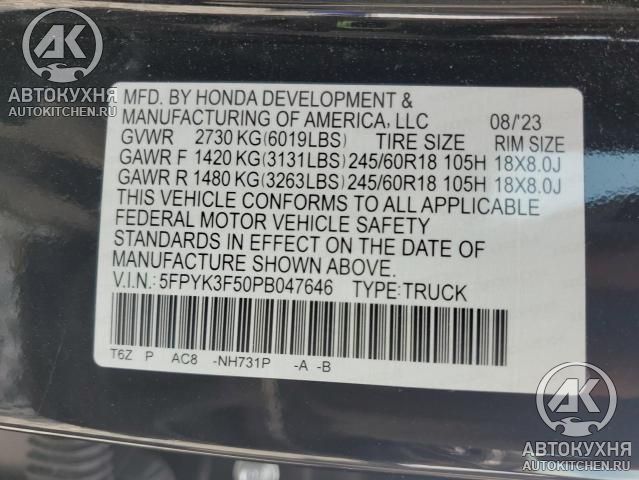 АК
АВТОКУХНЯ
AUTOKITCHEN.RU
MFD. BY HONDA DEVELOPMENT &
MANUFACTURING OF AMERICA, LLC 08/'23
GVWR 2730 KG(6019LBS) TIRE SIZE RIM SIZE
GAWR F 1420 KG(3131LBS) 245/60R18 105H 18X8.0J
GAWR R 1480 KG(3263LBS) 245/60R18 105H 18X8.0J
THIS VEHICLE CONFORMS TO ALL APPLICABLE
FEDERAL MOTOR VEHICLE SAFETY
STANDARDS IN EFFECT ON THE DATE OF
MANUFACTURE SHOWN ABOVE.
V.I.N.: 5FPYK3F50PB047646 TYPE:TRUCK
T6Z P AC8 -NH731P -A -B
АК
АВТОКУХНЯ
AUTOKITCHEN.RU